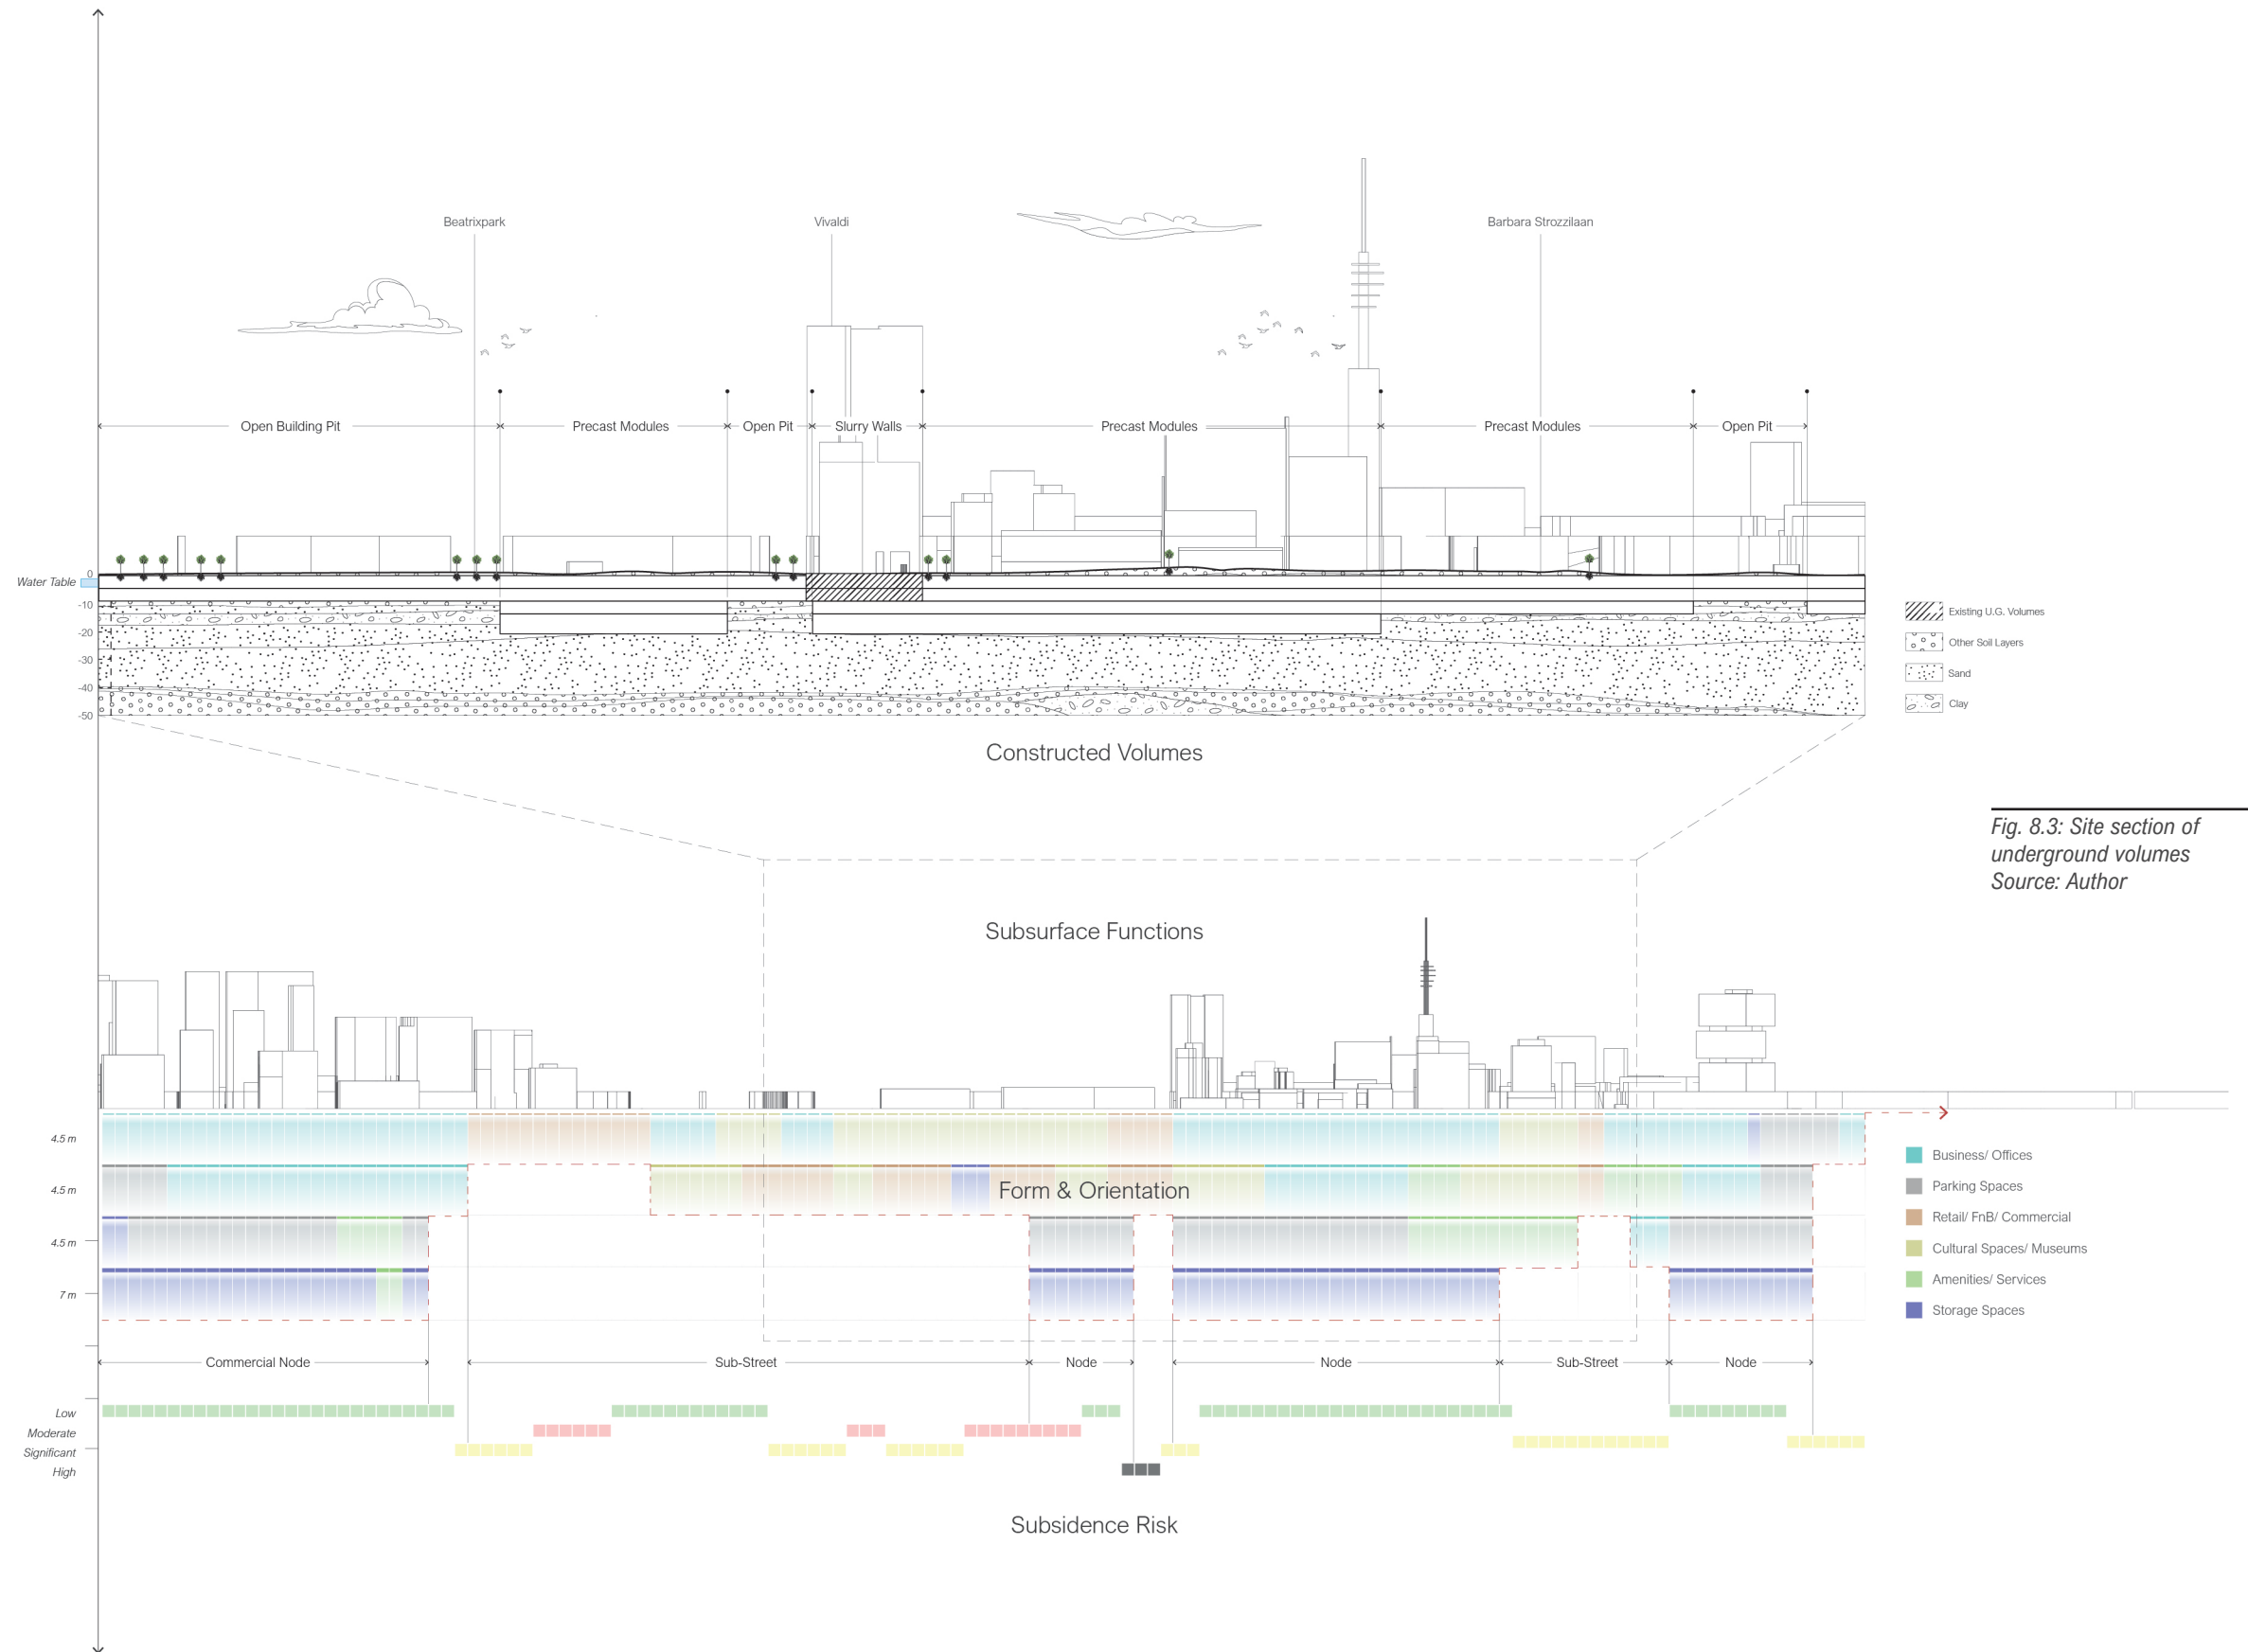 Beatrixpark
Vivaldi
Barbara Strozzilaan
Open Building Pit
Precast Modules
Open Pit
Slurry Walls
Precast Modules
Precast Modules
Open Pit
0
Water Table
-10
-20
-30
-40
-50
Existing U.G. Volumes
Other Soil Layers
Sand
Clay
Constructed Volumes
Fig. 8.3: Site section of
underground volumes
Source: Author
Subsurface Functions
4.5 m
4.5 m
4.5 m
7 m
Form & Orientation
Business/ Offices
Parking Spaces
Retail/ FnB/ Commercial
Cultural Spaces/ Museums
Amenities/ Services
Storage Spaces
Commercial Node
Sub-Street
Node
Node
Sub-Street
Node
Low
Moderate
Significant
High
Subsidence Risk